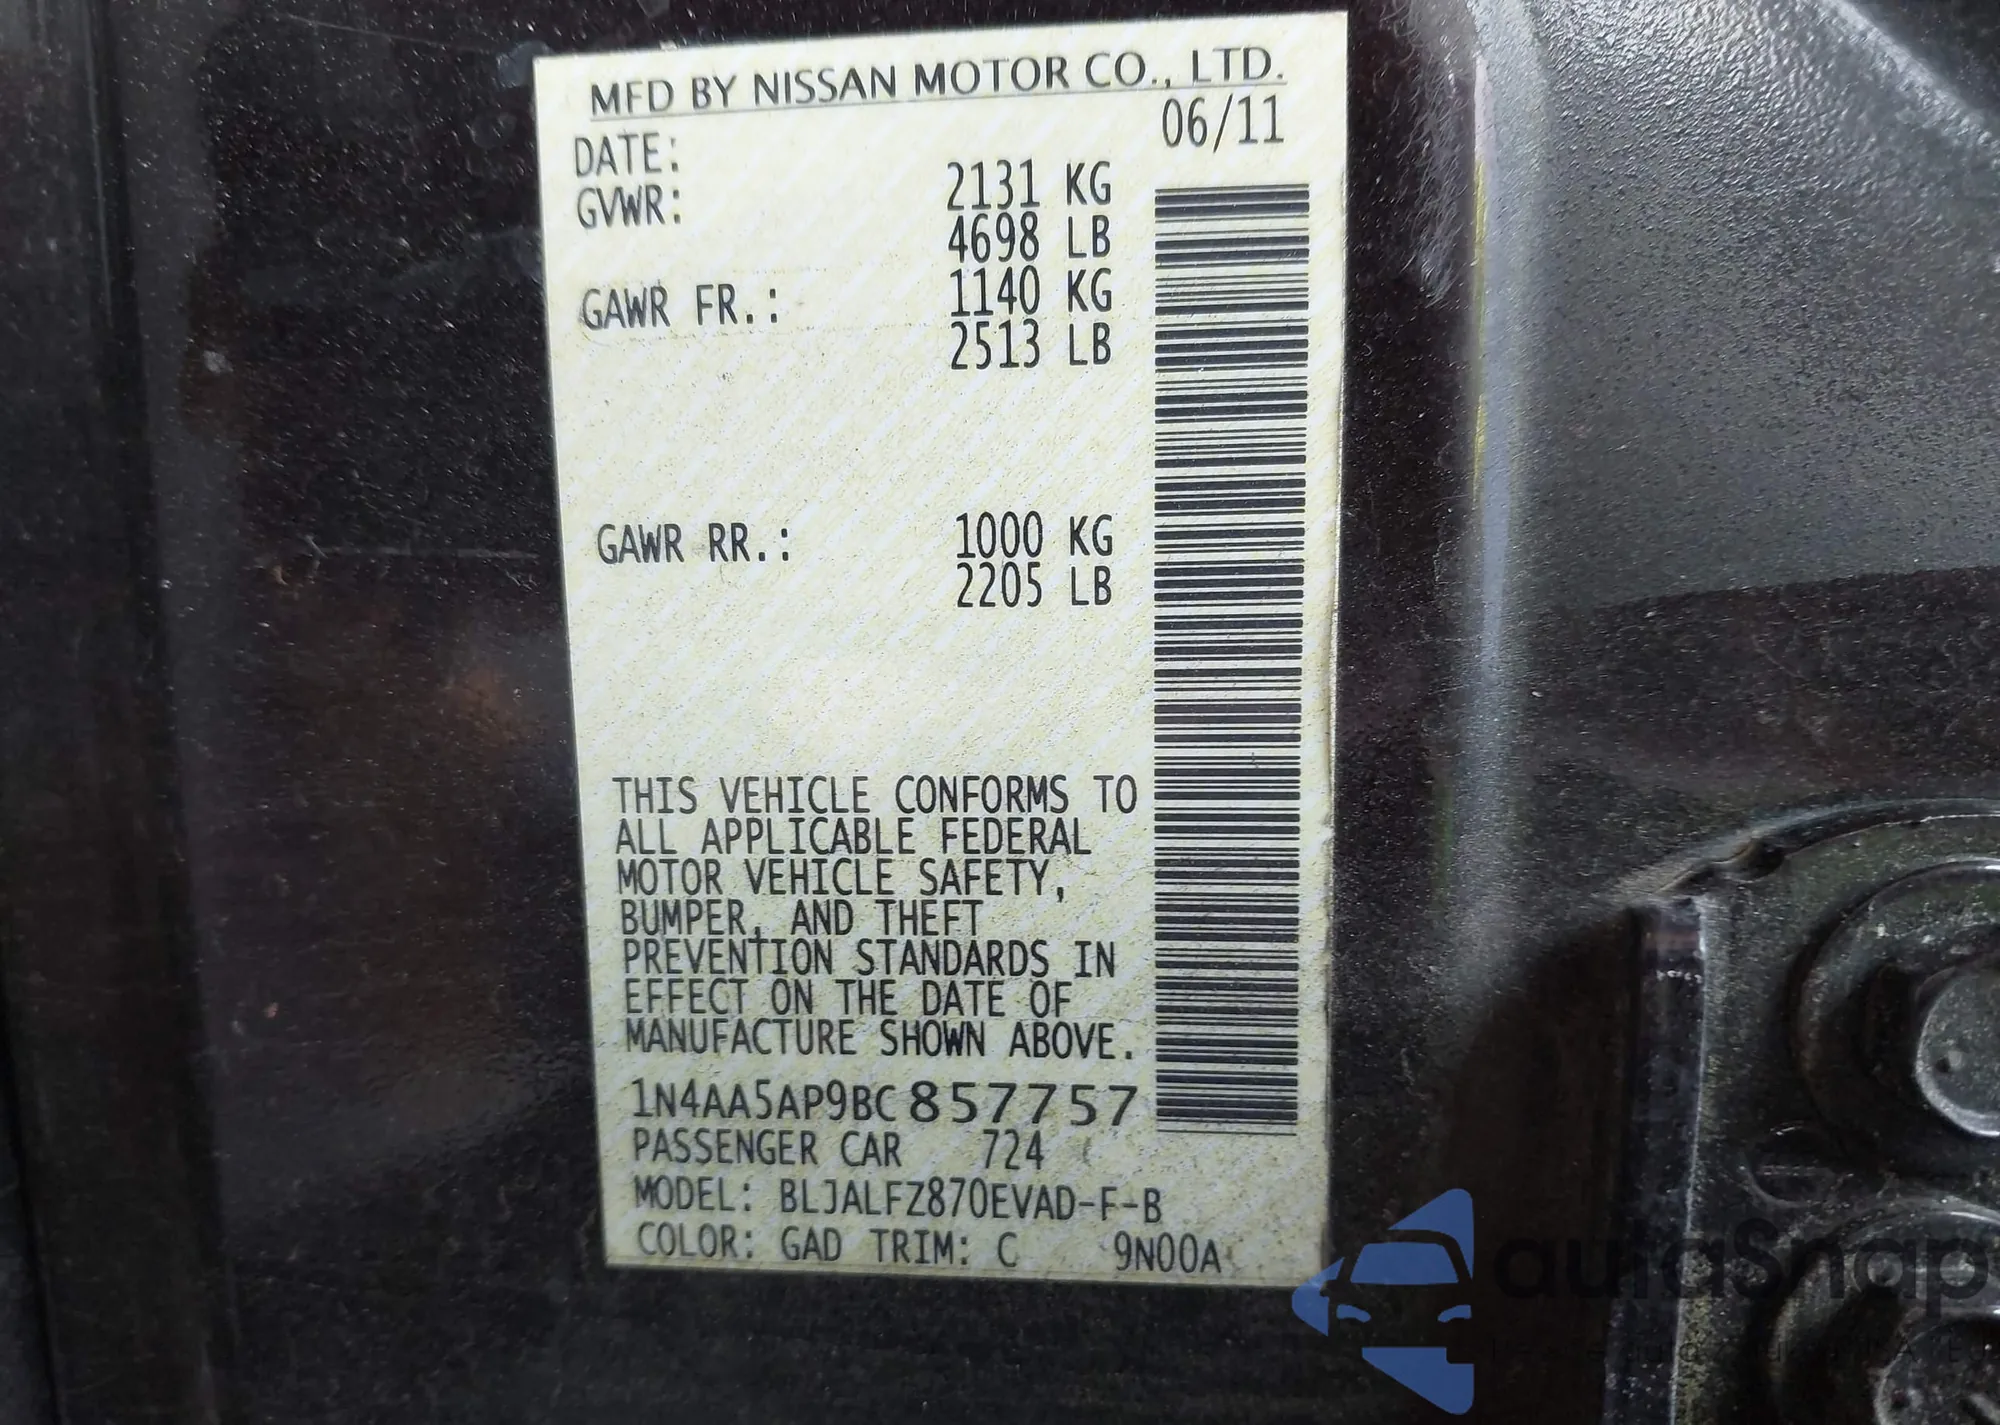 MFD BY NISSAN MOTOR CO., LTD.
DATE: 06/11
GVWR: 2131 KG
4698 LB
GAWR FR.: 1140 KG
2513 LB
GAWR RR.: 1000 KG
2205 LB
THIS VEHICLE CONFORMS TO
ALL APPLICABLE FEDERAL
MOTOR VEHICLE SAFETY,
BUMPER, AND THEFT
PREVENTION STANDARDS IN
EFFECT ON THE DATE OF
MANUFACTURE SHOWN ABOVE.
1N4AA5AP9BC857757
PASSENGER CAR 724
MODEL: BLJALFZ870EVAD-F-B
COLOR: GAD TRIM: C 9N00A
autaSnap